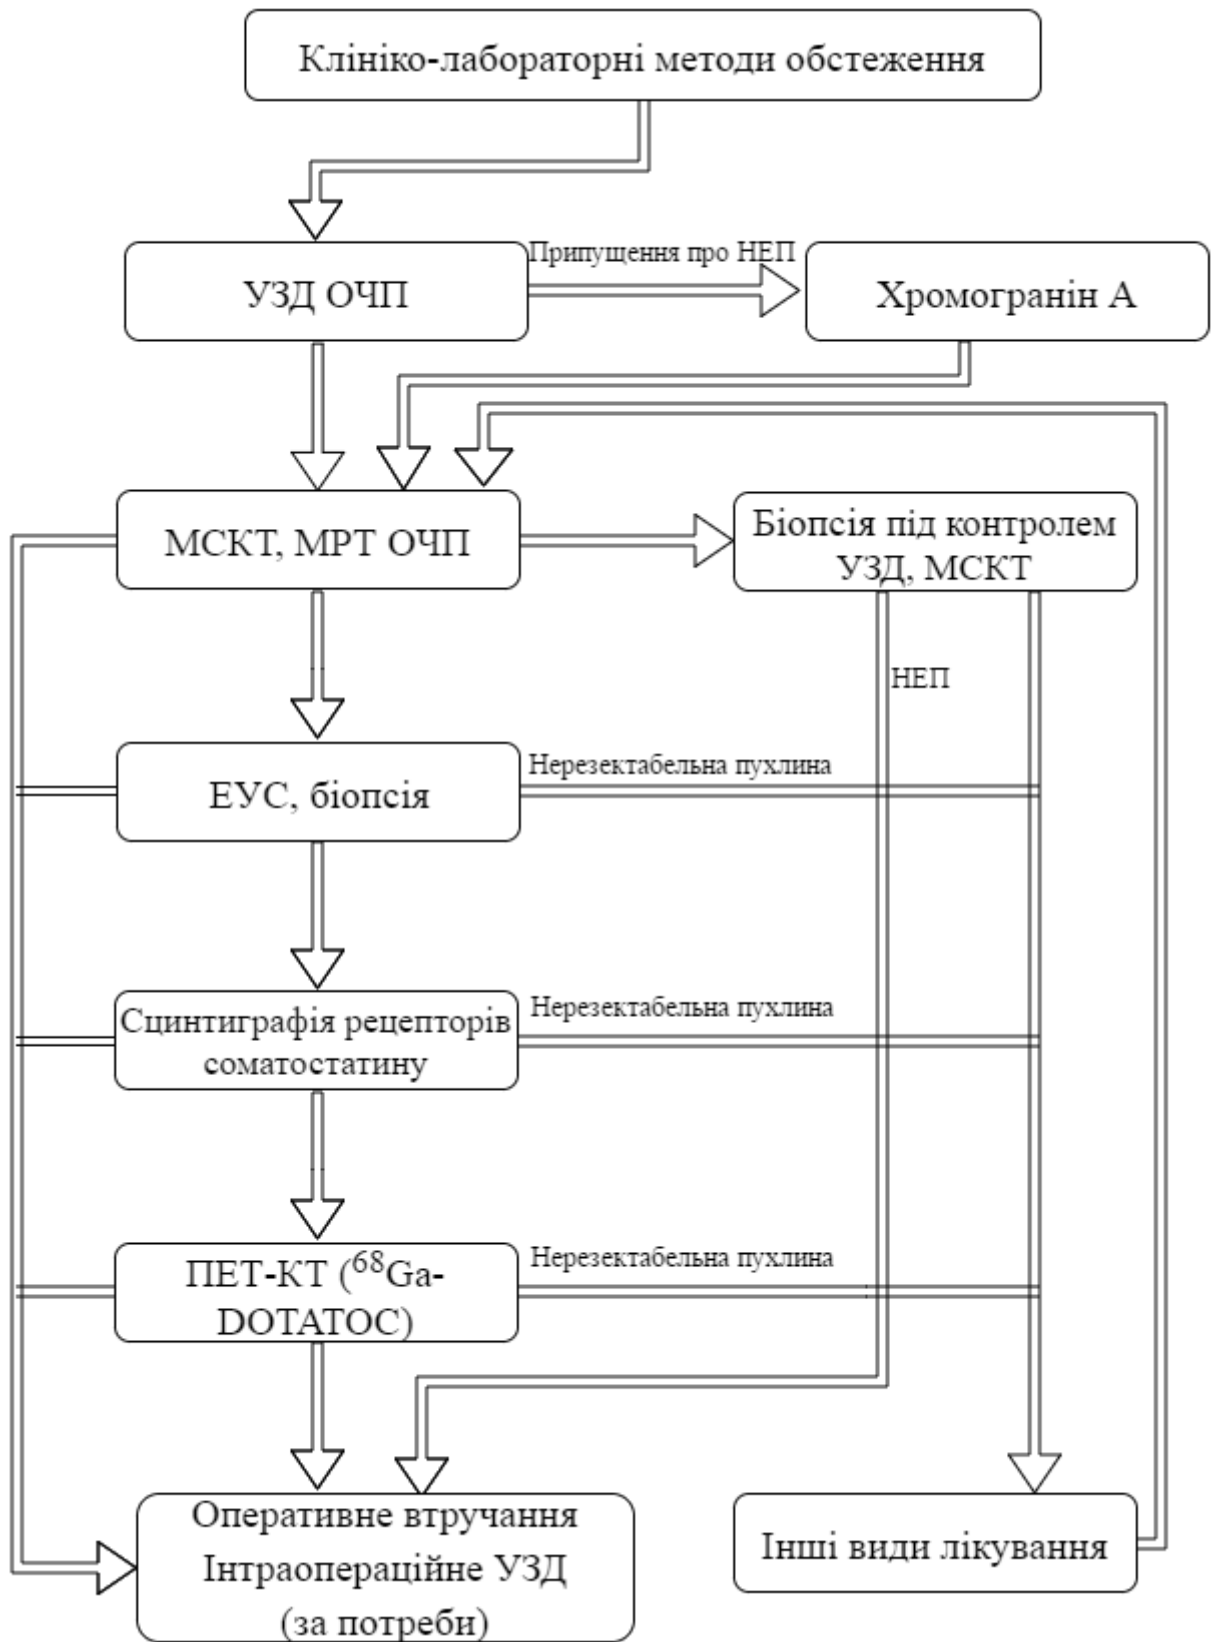 Клініко-лабораторні методи обстеження
Припущення про НЕП
УЗД ОЧП
Хромогранін А
МСКТ, МРТ ОЧП
Біопсія під контролем
УЗД, МСКТ
НЕП
ЕУС, біопсія
Нерезектабельна пухлина
Сцинтиграфія рецепторів
соматостатину
Нерезектабельна пухлина
ПЕТ-КТ (⁶⁸Ga-
DOTATOC)
Нерезектабельна пухлина
Оперативне втручання
Інтраопераційне УЗД
(за потреби)
Інші види лікування